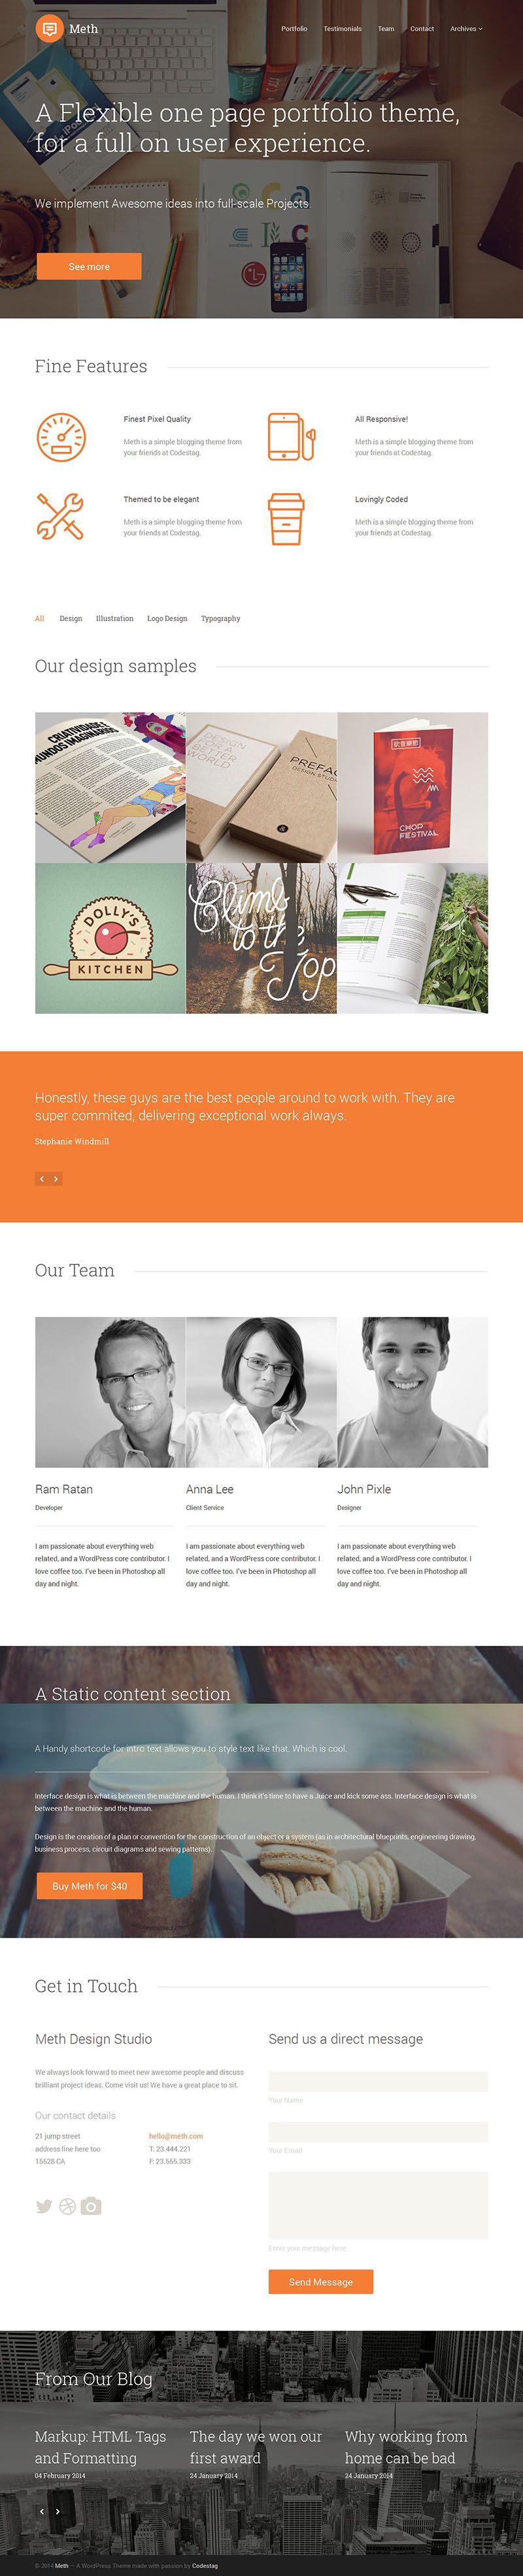 Meth
Portfolio Testimonials Team Contact Archives
A Flexible one page portfolio theme,
for a full on user experience.
We implement Awesome ideas into full-scale Projects.
See more
Fine Features
Finest Pixel Quality
Meth is a simple blogging theme from
your friends at Codestag.
All Responsive!
Meth is a simple blogging theme from
your friends at Codestag.
Themed to be elegant
Meth is a simple blogging theme from
your friends at Codestag.
Lovingly Coded
Meth is a simple blogging theme from
your friends at Codestag.
All Design Illustration Logo Design Typography
Our design samples
CRIATIVIDADE
MUNDOS IMAGINÁRIOS
DESIGN
FOR A
BETTER
WORLD
PREFAC
DESIGN STUDIO
CHOP
FESTIVAL
DOLLY'S
KITCHEN
Climb
to the
Top
Honestly, these guys are the best people around to work with. They are
super commited, delivering exceptional work always.
Stephanie Windmill
Our Team
Ram Ratan
Developer
I am passionate about everything web
related, and a WordPress core contributor. I
love coffee too. I've been in Photoshop all
day and night.
Anna Lee
Client Service
I am passionate about everything web
related, and a WordPress core contributor. I
love coffee too. I've been in Photoshop all
day and night.
John Pixle
Designer
I am passionate about everything web
related, and a WordPress core contributor. I
love coffee too. I've been in Photoshop all
day and night.
A Static content section
A Handy shortcode for intro text allows you to style text like that. Which is cool.
Interface design is what is between the machine and the human. I think it's time to have a Juice and kick some ass. Interface design is what is
between the machine and the human.
Design is the creation of a plan or convention for the construction of an object or a system (as in architectural blueprints, engineering drawing,
business process, circuit diagrams and sewing patterns).
Buy Meth for $40
Get in Touch
Meth Design Studio
We always look forward to meet new awesome people and discuss
brilliant project ideas. Come visit us! We have a great place to sit.
Our contact details
21 jump street
address line here too
15528 CA
hello@meth.com
T: 23.444.221
F: 23.555.333
Send us a direct message
Your Name
Your Email
Enter your message here
Send Message
From Our Blog
Markup: HTML Tags
and Formatting
04 February 2014
The day we won our
first award
24 January 2014
Why working from
home can be bad
24 January 2014
© 2014 Meth — A WordPress Theme made with passion by Codestag